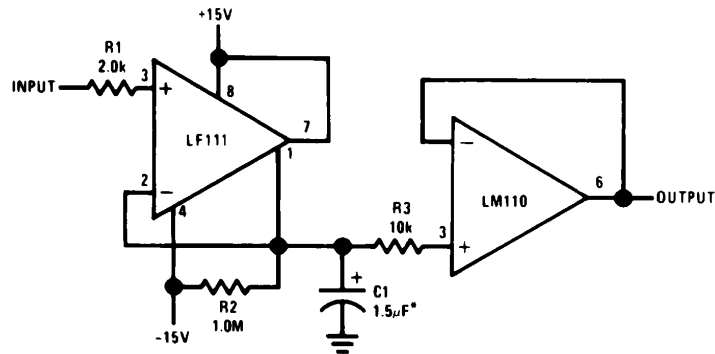 +15V
R1
2.0k
INPUT
3
+
8
LF111
7
1
2
−
4
R2
1.0M
-15V
+
C1
1.5μF*
R3
10k
3
+
−
LM110
6
OUTPUT